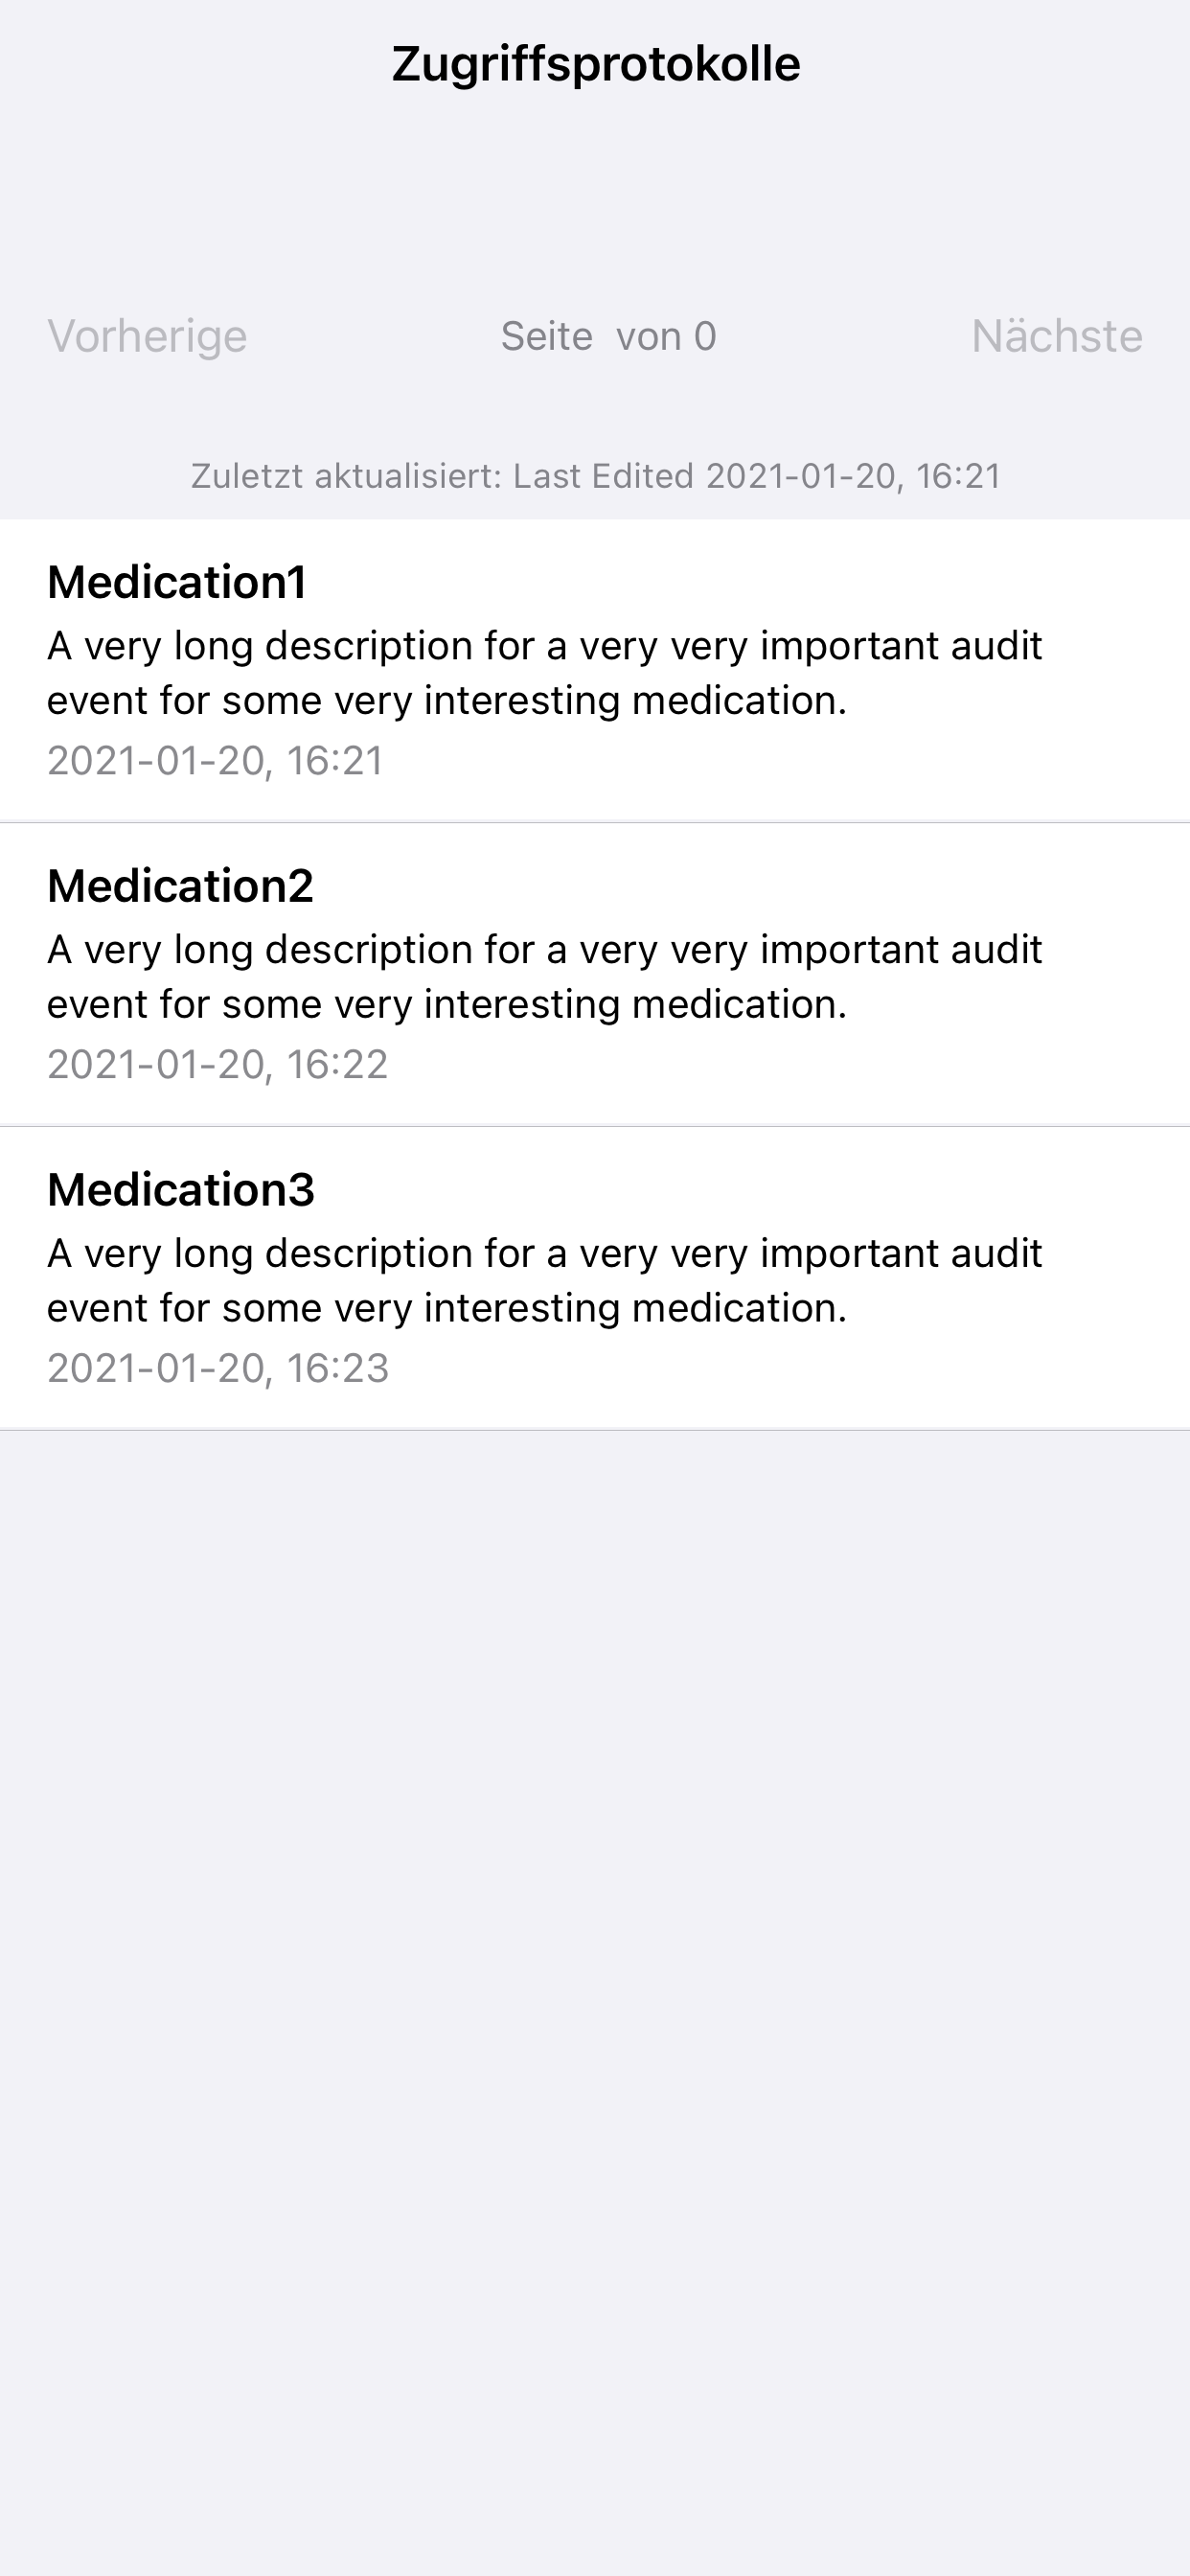 Zugriffsprotokolle
Vorherige Seite  von 0 Nächste
Zuletzt aktualisiert: Last Edited 2021-01-20, 16:21
Medication1
A very long description for a very very important audit
event for some very interesting medication.
2021-01-20, 16:21
Medication2
A very long description for a very very important audit
event for some very interesting medication.
2021-01-20, 16:22
Medication3
A very long description for a very very important audit
event for some very interesting medication.
2021-01-20, 16:23